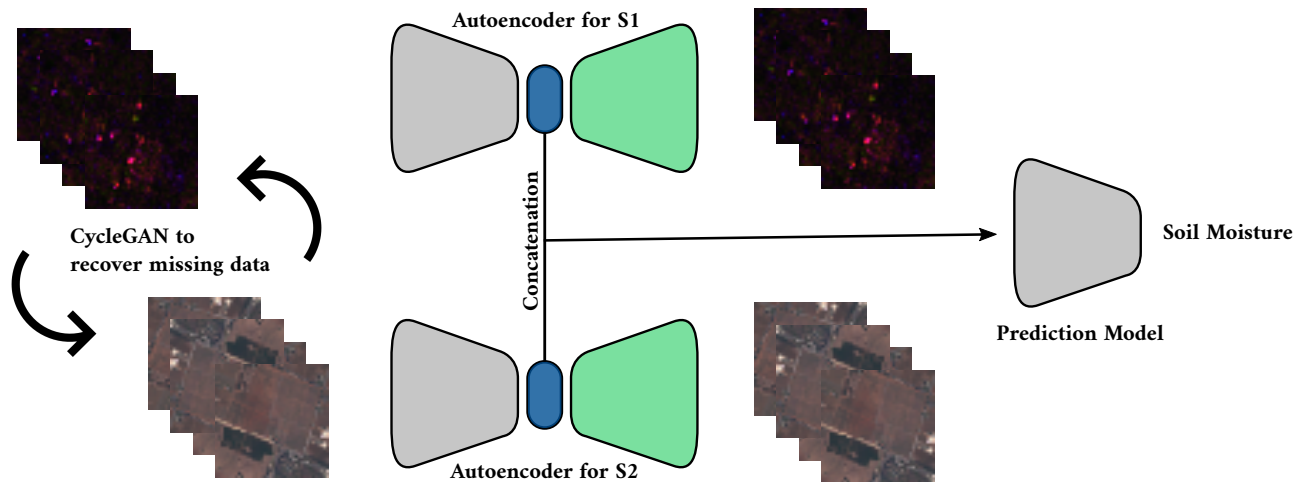 Autoencoder for S1
CycleGAN to
recover missing data
Concatenation
Soil Moisture
Prediction Model
Autoencoder for S2